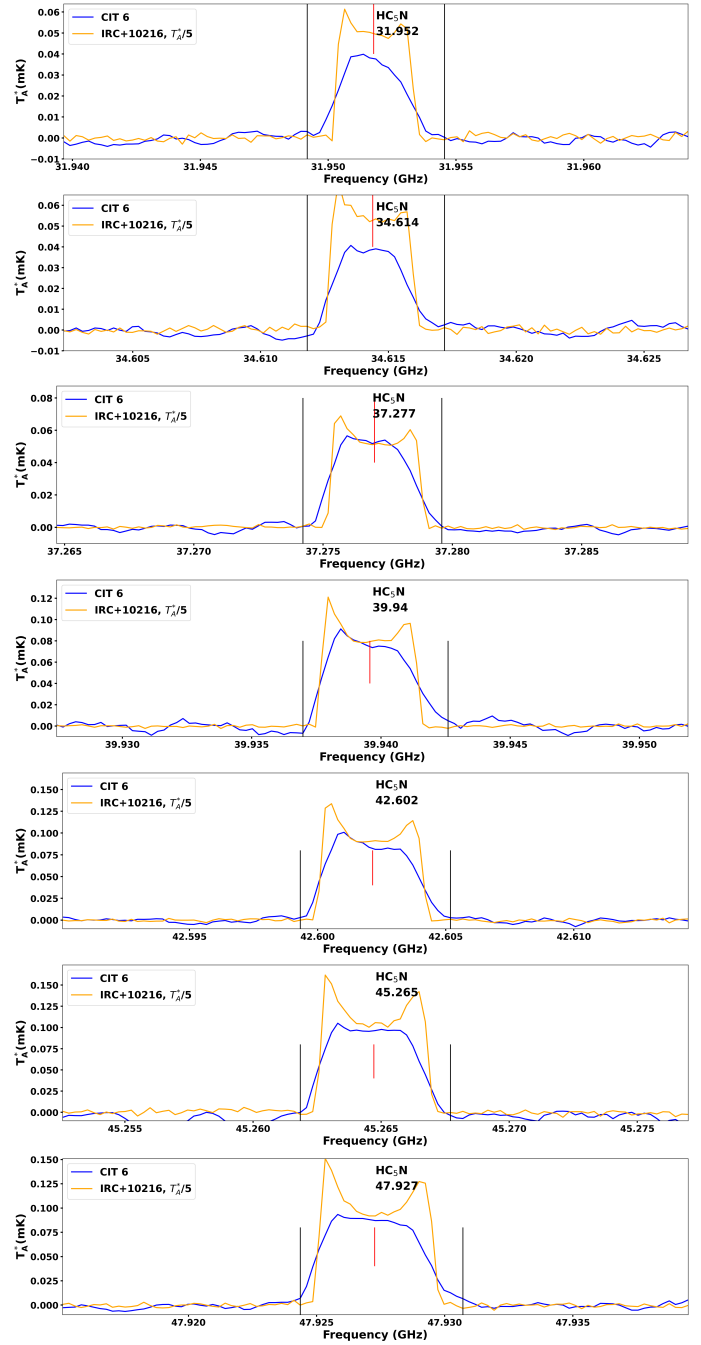 CIT 6
IRC+10216, T*A/5
HC5N
31.952
T*A(mK)
0.06
0.05
0.04
0.03
0.02
0.01
0.00
−0.01
31.940 31.945 31.950 31.955 31.960
Frequency (GHz)
CIT 6
IRC+10216, T*A/5
HC5N
34.614
T*A(mK)
0.06
0.05
0.04
0.03
0.02
0.01
0.00
−0.01
34.605 34.610 34.615 34.620 34.625
Frequency (GHz)
CIT 6
IRC+10216, T*A/5
HC5N
37.277
T*A(mK)
0.08
0.06
0.04
0.02
0.00
37.265 37.270 37.275 37.280 37.285
Frequency (GHz)
CIT 6
IRC+10216, T*A/5
HC5N
39.94
T*A(mK)
0.12
0.10
0.08
0.06
0.04
0.02
0.00
39.930 39.935 39.940 39.945 39.950
Frequency (GHz)
CIT 6
IRC+10216, T*A/5
HC5N
42.602
T*A(mK)
0.150
0.125
0.100
0.075
0.050
0.025
0.000
42.595 42.600 42.605 42.610
Frequency (GHz)
CIT 6
IRC+10216, T*A/5
HC5N
45.265
T*A(mK)
0.150
0.125
0.100
0.075
0.050
0.025
0.000
45.255 45.260 45.265 45.270 45.275
Frequency (GHz)
CIT 6
IRC+10216, T*A/5
HC5N
47.927
T*A(mK)
0.150
0.125
0.100
0.075
0.050
0.025
0.000
47.920 47.925 47.930 47.935
Frequency (GHz)